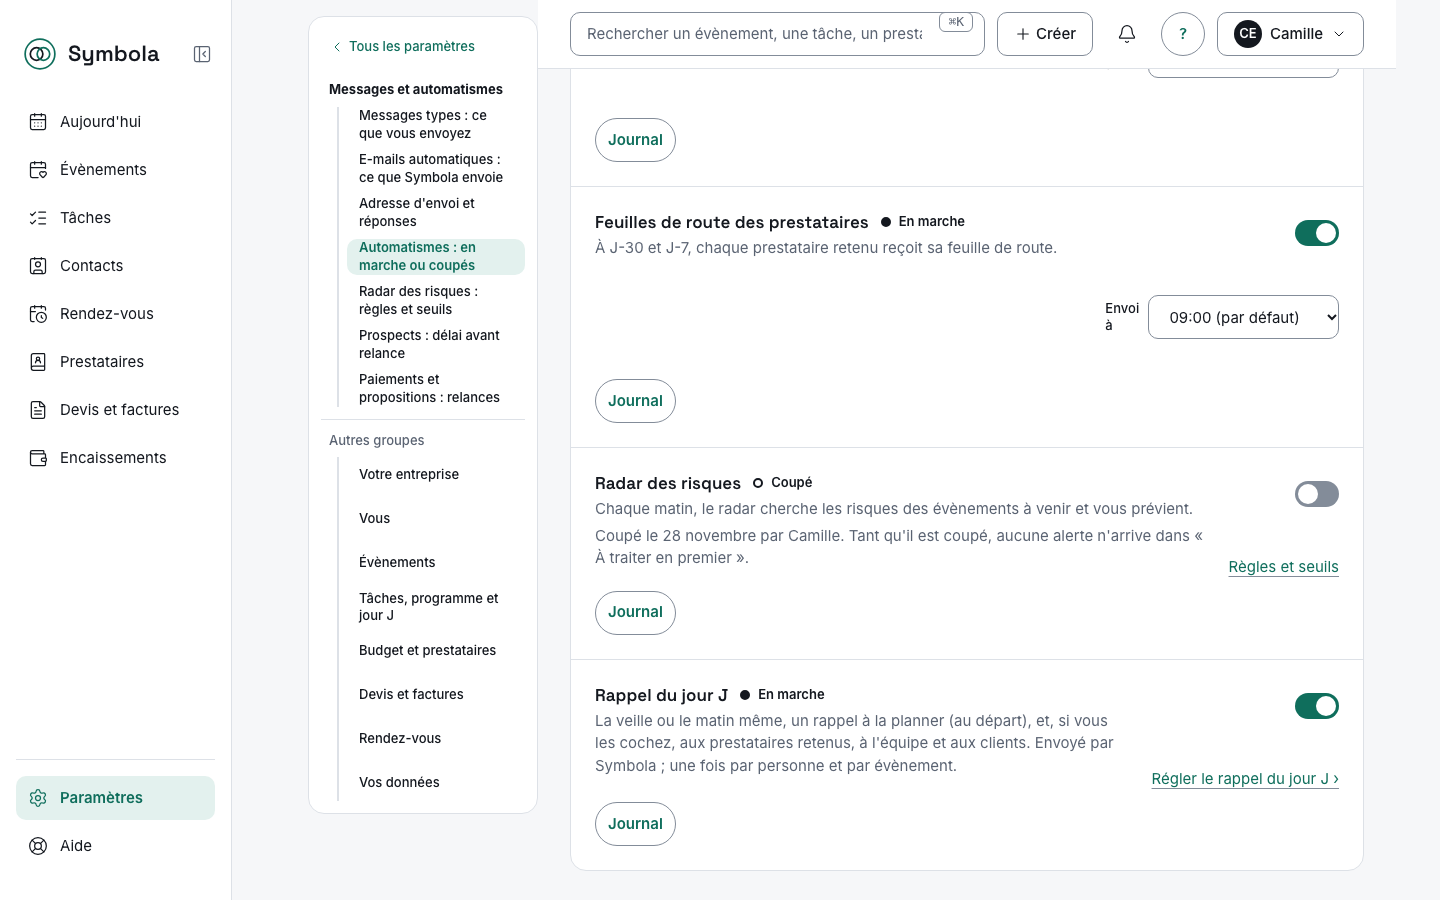 Symbola
Aujourd'hui
Évènements
Tâches
Contacts
Rendez-vous
Prestataires
Devis et factures
Encaissements
Paramètres
Aide
Tous les paramètres
Messages et automatismes
Messages types : ce
que vous envoyez
E-mails automatiques :
ce que Symbola envoie
Adresse d'envoi et
réponses
Automatismes : en
marche ou coupés
Radar des risques :
règles et seuils
Prospects : délai avant
relance
Paiements et
propositions : relances
Autres groupes
Votre entreprise
Vous
Évènements
Tâches, programme et
jour J
Budget et prestataires
Devis et factures
Rendez-vous
Vos données
Rechercher un évènement, une tâche, un presta
⌘K
Créer
?
CE
Camille
Journal
Feuilles de route des prestataires
En marche
À J-30 et J-7, chaque prestataire retenu reçoit sa feuille de route.
Envoi
à
09:00 (par défaut)
Journal
Radar des risques
Coupé
Chaque matin, le radar cherche les risques des évènements à venir et vous prévient.
Coupé le 28 novembre par Camille. Tant qu'il est coupé, aucune alerte n'arrive dans «
À traiter en premier ».
Règles et seuils
Journal
Rappel du jour J
En marche
La veille ou le matin même, un rappel à la planner (au départ), et, si vous
les cochez, aux prestataires retenus, à l'équipe et aux clients. Envoyé par
Symbola ; une fois par personne et par évènement.
Régler le rappel du jour J ›
Journal